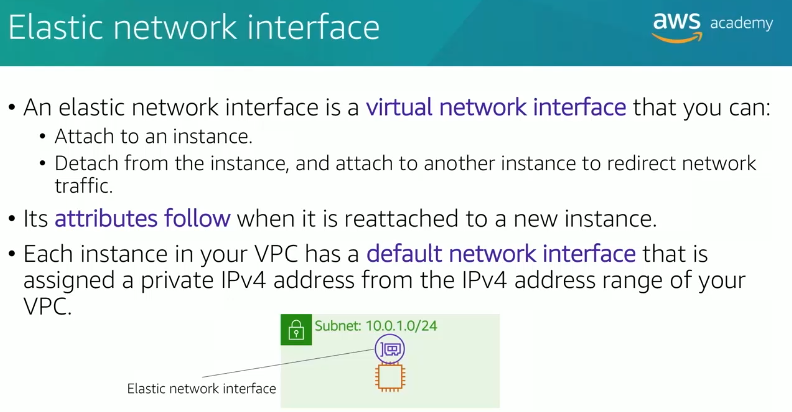 Elastic network interface
aws academy
• An elastic network interface is a virtual network interface that you can:
• Attach to an instance.
• Detach from the instance, and attach to another instance to redirect network
traffic.
• Its attributes follow when it is reattached to a new instance.
• Each instance in your VPC has a default network interface that is
assigned a private IPv4 address from the IPv4 address range of your
VPC.
Subnet: 10.0.1.0/24
Elastic network interface